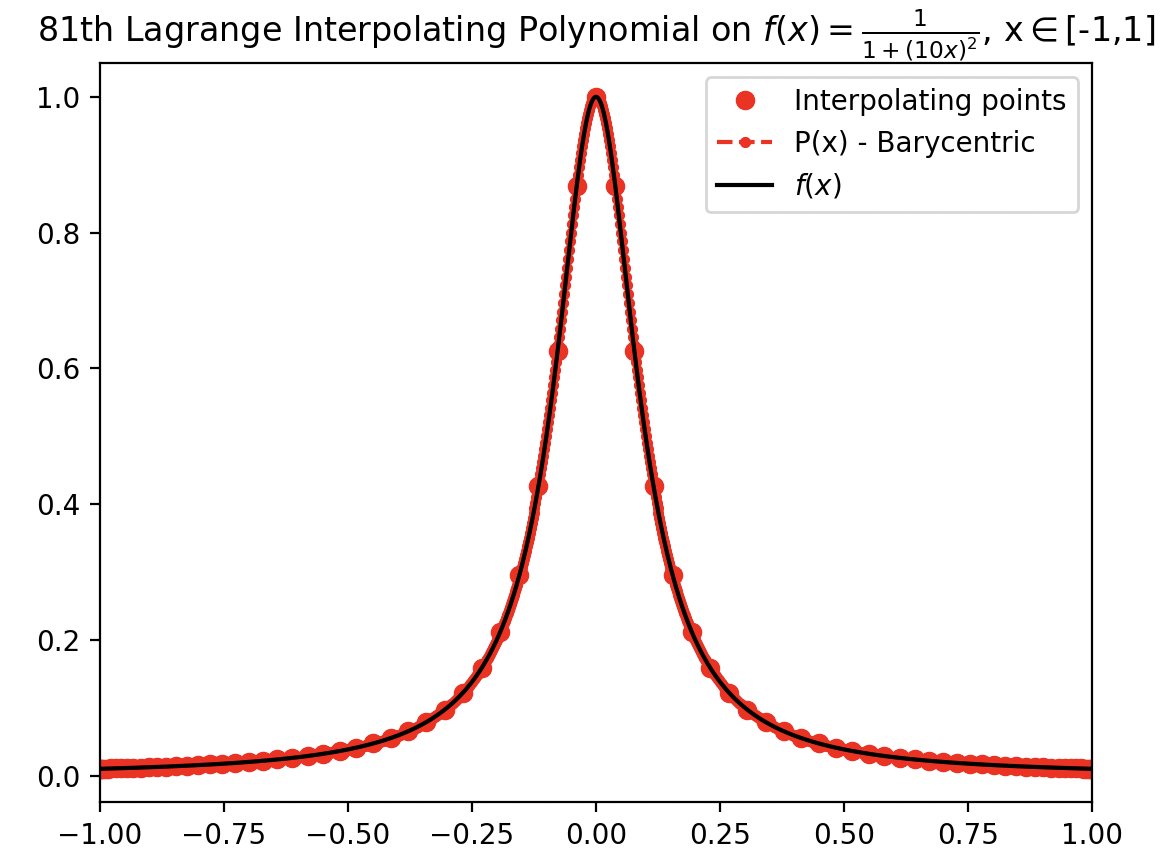 81th Lagrange Interpolating Polynomial on $f(x) = \frac{1}{1+(10x)^2}$, x∈[-1,1]
Interpolating points
P(x) - Barycentric
f(x)
1.0
0.8
0.6
0.4
0.2
0.0
−1.00 −0.75 −0.50 −0.25 0.00 0.25 0.50 0.75 1.00